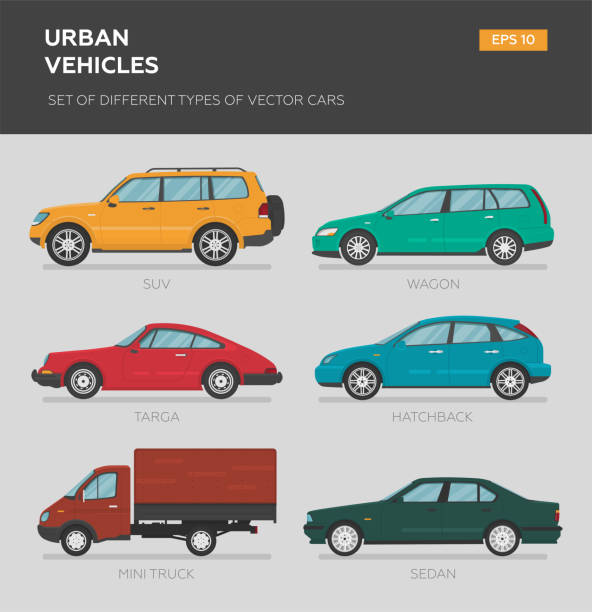 URBAN
VEHICLES
EPS 10
SET OF DIFFERENT TYPES OF VECTOR CARS
SUV
WAGON
TARGA
HATCHBACK
MINI TRUCK
SEDAN